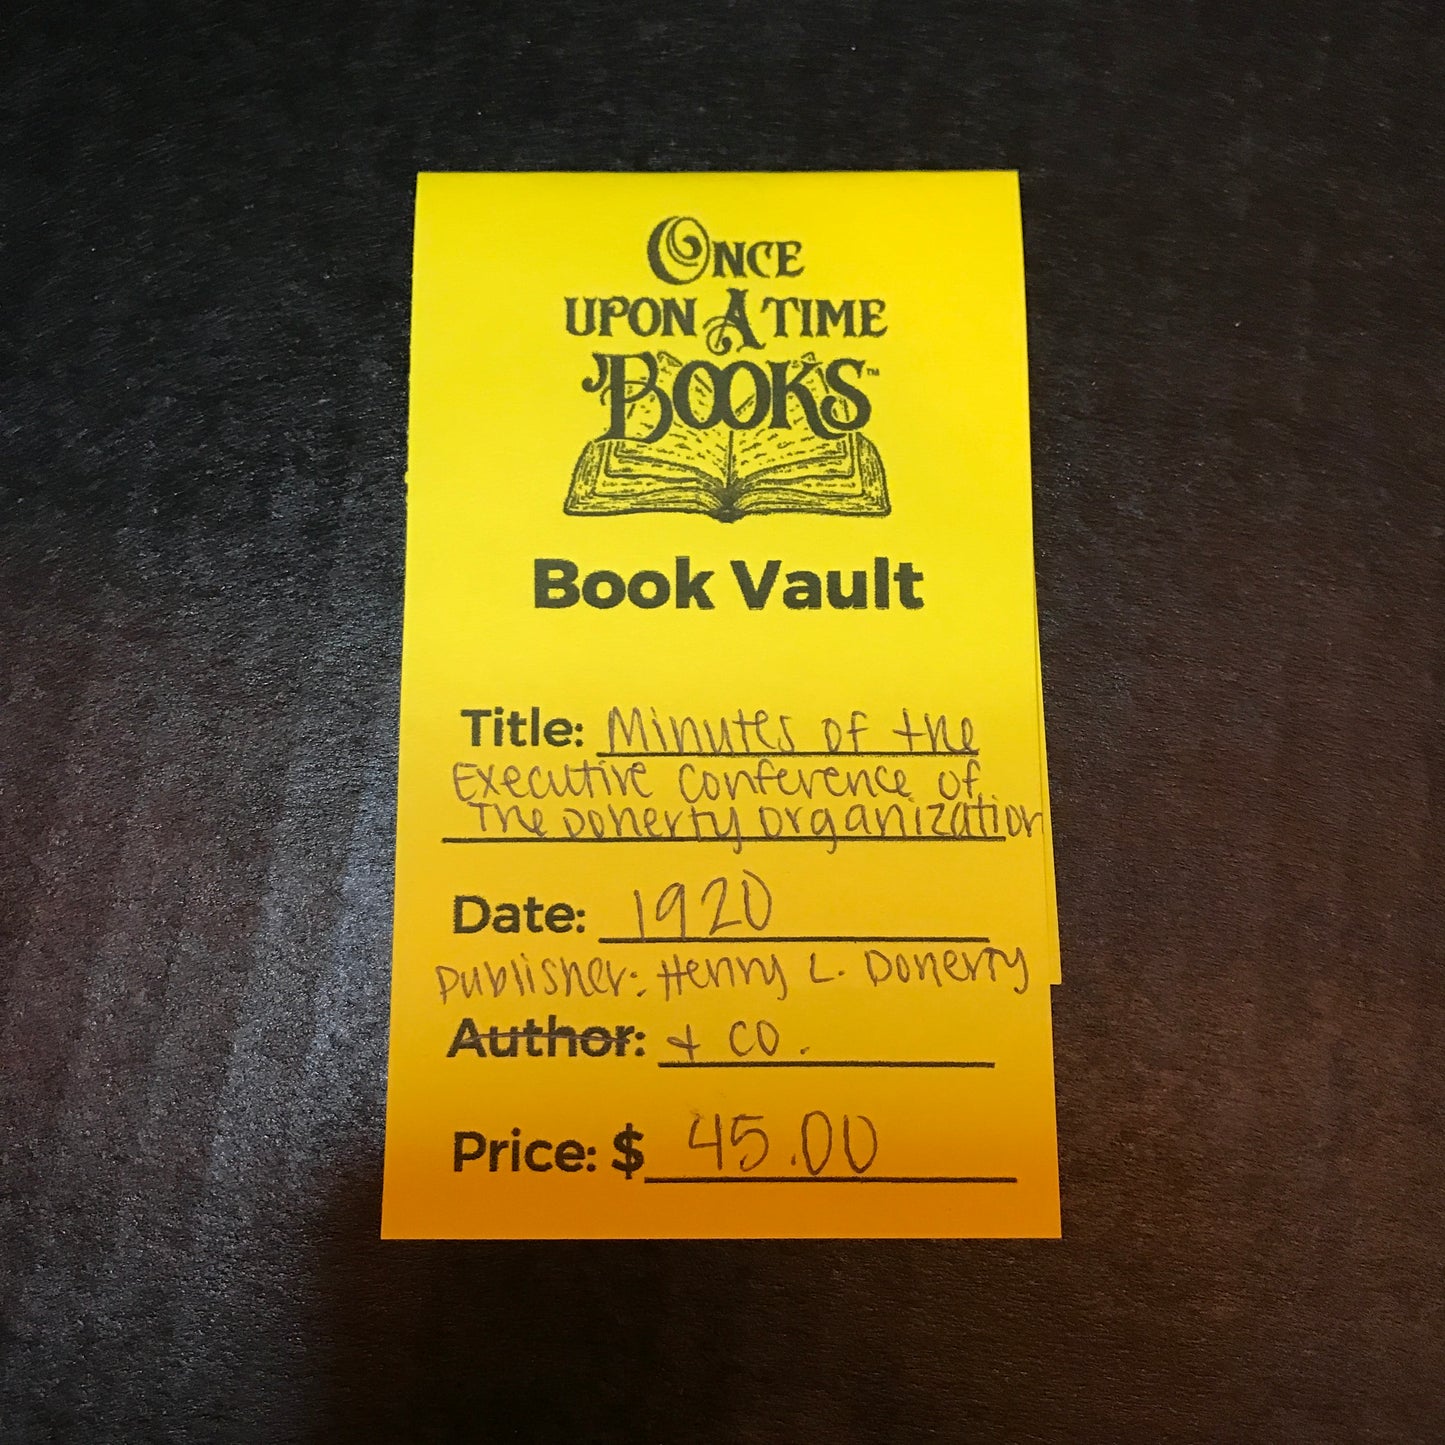 ONCE
UPON A TIME
BOOKS™
Book Vault
Title: Minutes of the
Executive Conference of
The Doherty Organization
Date: 1920
Publisher: Henry L. Doherty
Author: + CO.
Price: $ 45.00